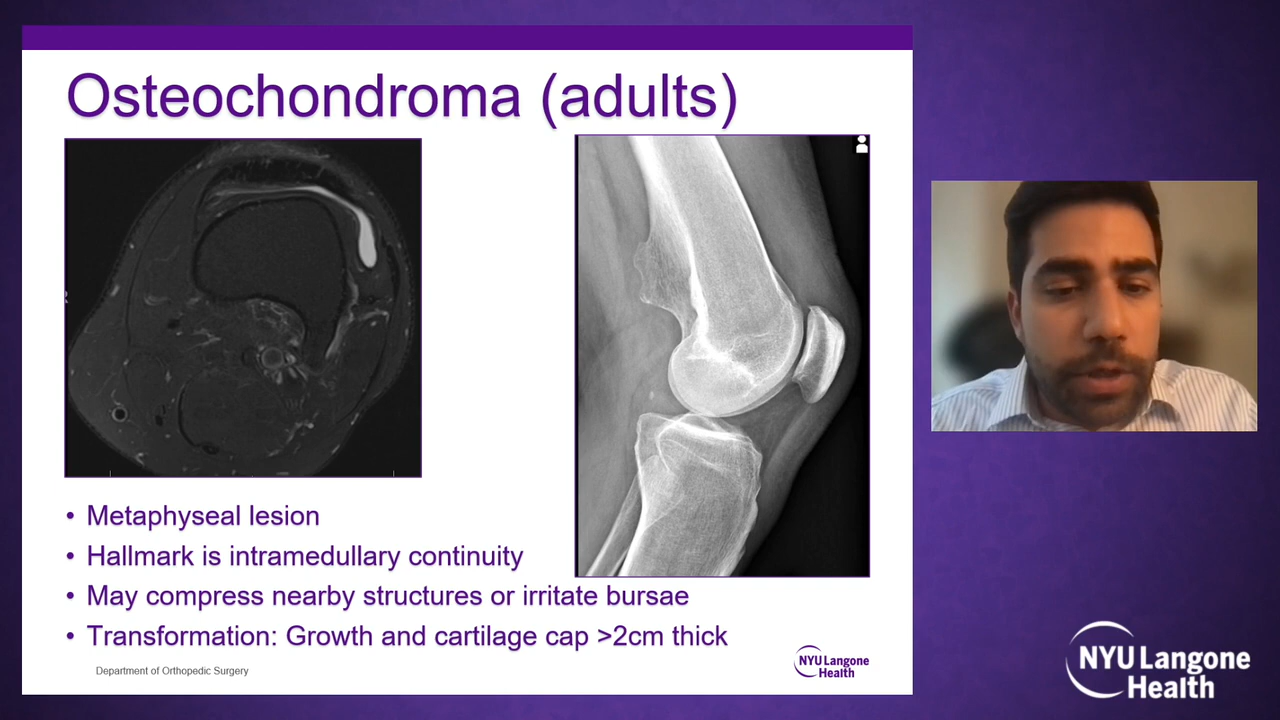 Osteochondroma (adults)
• Metaphyseal lesion
• Hallmark is intramedullary continuity
• May compress nearby structures or irritate bursae
• Transformation: Growth and cartilage cap >2cm thick
Department of Orthopedic Surgery
NYU Langone
Health
NYU Langone
Health